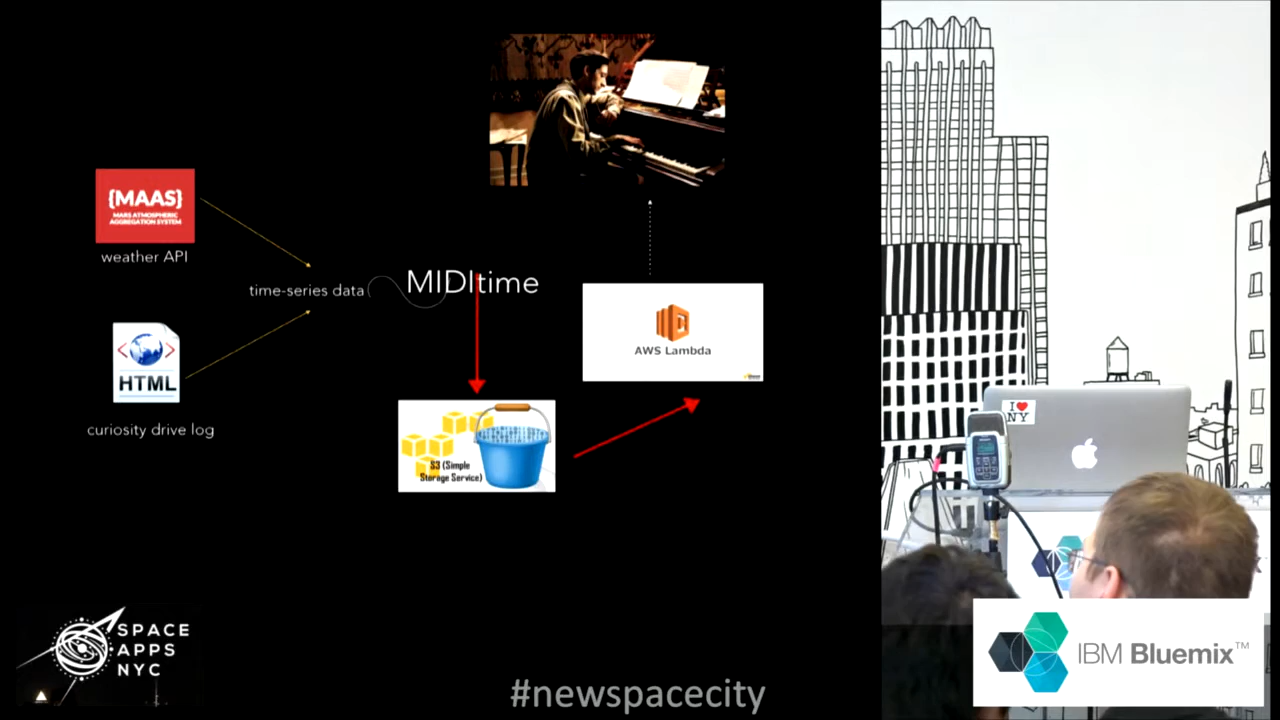 {MAAS}
MARS ATMOSPHERIC
AGGREGATION SYSTEM
weather API
time-series data
MIDItime
HTML
curiosity drive log
AWS Lambda
S3 (Simple
Storage Service)
I ❤ NY
SPACE
APPS
NYC
#newspacecity
IBM Bluemix™